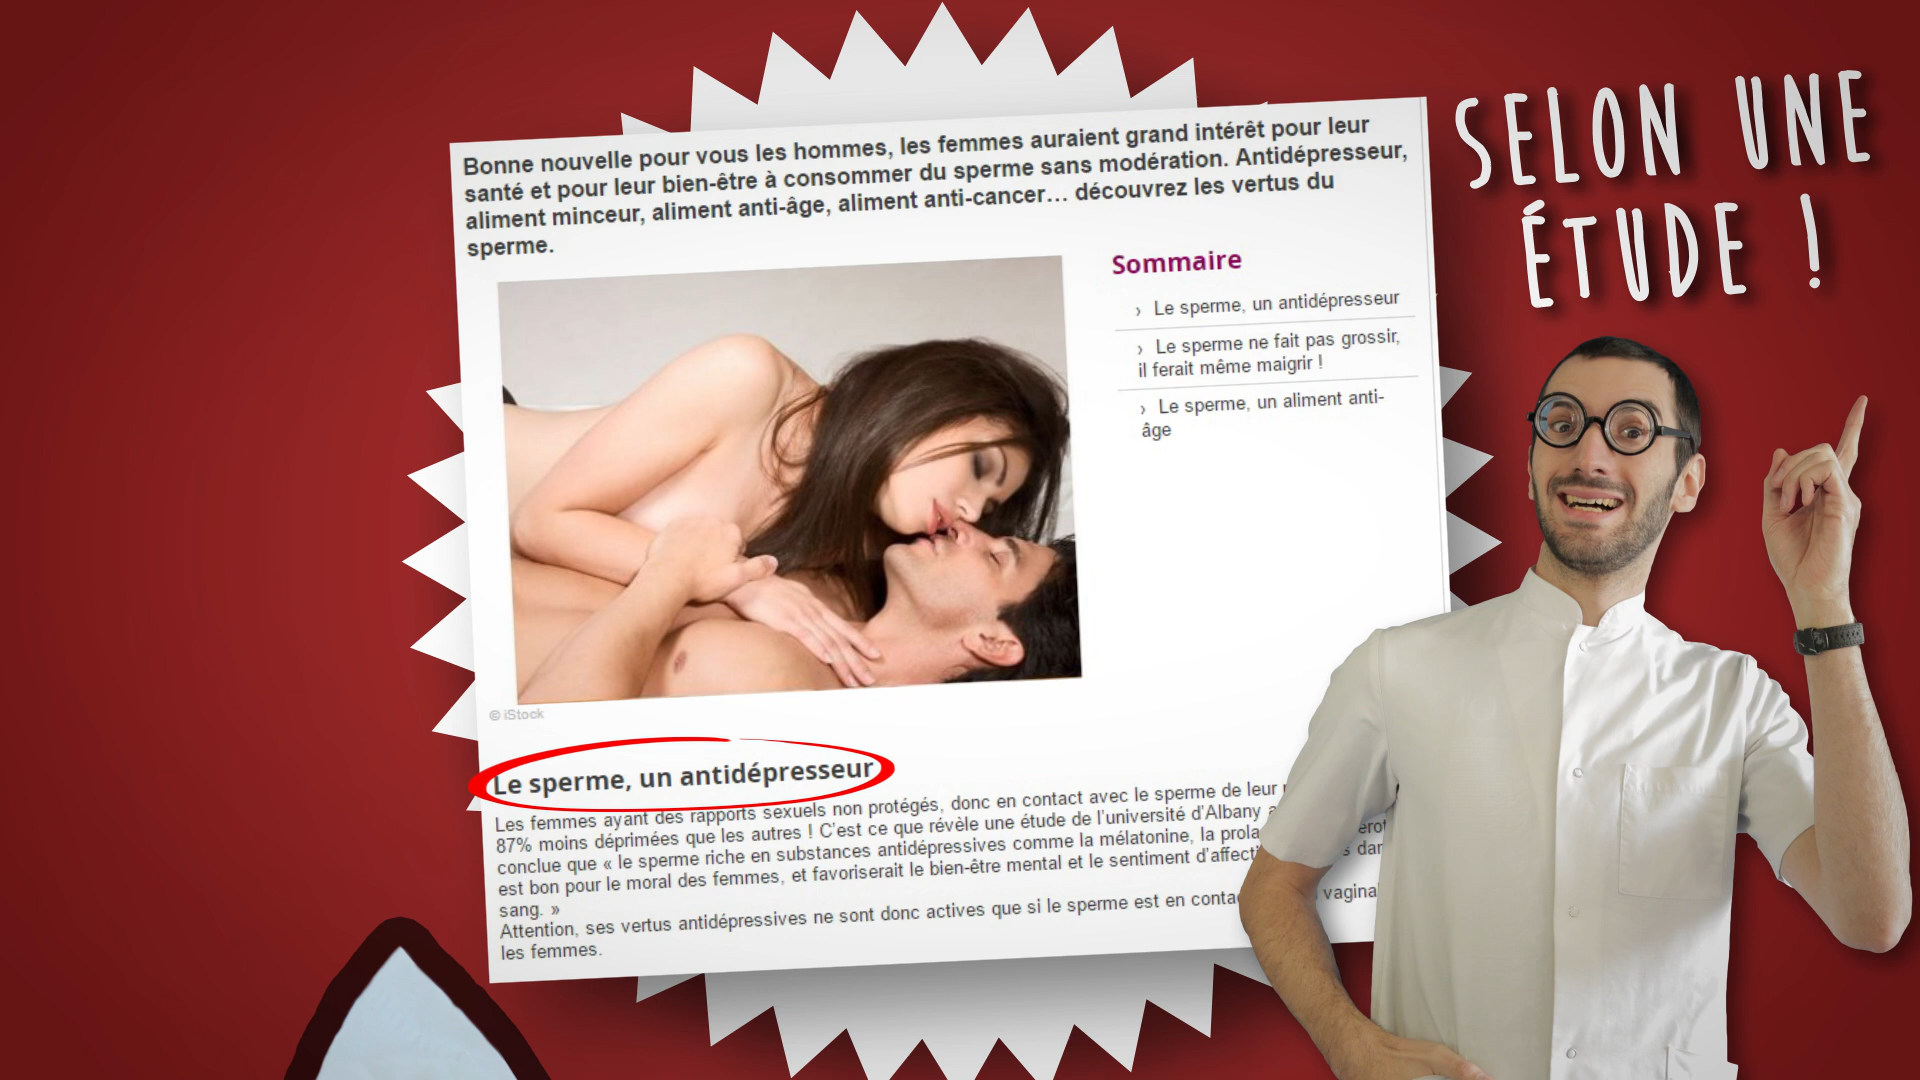 SELON UNE
ÉTUDE !
Bonne nouvelle pour vous les hommes, les femmes auraient grand intérêt pour leur
santé et pour leur bien-être à consommer du sperme sans modération. Antidépresseur,
aliment minceur, aliment anti-âge, aliment anti-cancer… découvrez les vertus du
sperme.
Sommaire
› Le sperme, un antidépresseur
› Le sperme ne fait pas grossir,
il ferait même maigrir !
› Le sperme, un aliment anti-
âge
© iStock
Le sperme, un antidépresseur
Les femmes ayant des rapports sexuels non protégés, donc en contact avec le sperme de leur
87% moins déprimées que les autres ! C'est ce que révèle une étude de l'université d'Albany
conclue que « le sperme riche en substances antidépressives comme la mélatonine, la
est bon pour le moral des femmes, et favoriserait le bien-être mental et le sentiment
sang. »
Attention, ses vertus antidépressives ne sont donc actives que si le sperme est en
les femmes.